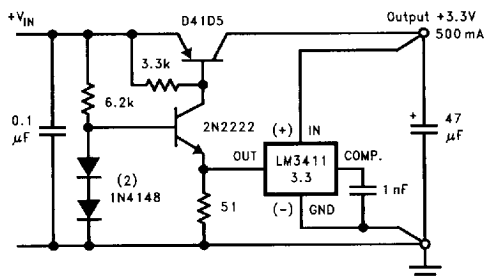 +VIN
D41D5
Output +3.3V
500 mA
3.3k
6.2k
0.1
μF
2N2222
(+)
IN
+
47
μF
OUT
LM3411
3.3
COMP.
(2)
1N4148
51
(-)
GND
1 nF